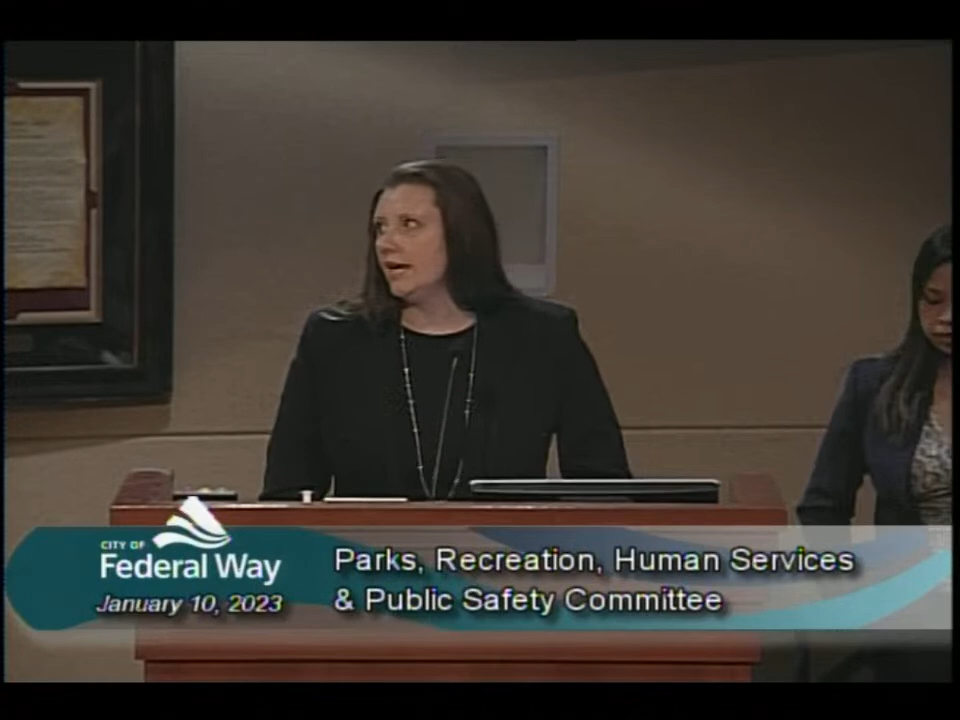 CITY OF
Federal Way
January 10, 2023
Parks, Recreation, Human Services
& Public Safety Committee